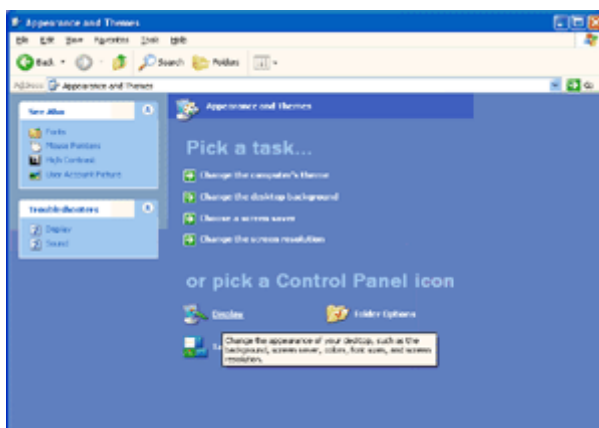 Appearance and Themes
File Edit View Favorites Tools Help
Back Search Folders
Address Appearance and Themes Go
See Also
Fonts
Mouse Pointers
High Contrast
User Account Picture
Troubleshooters
Display
Sound
Appearance and Themes
Pick a task...
Change the computer's theme
Change the desktop background
Choose a screen saver
Change the screen resolution
or pick a Control Panel icon
Display Folder Options
Change the appearance of your desktop, such as the
background, screen saver, colors, font sizes, and screen
resolution.